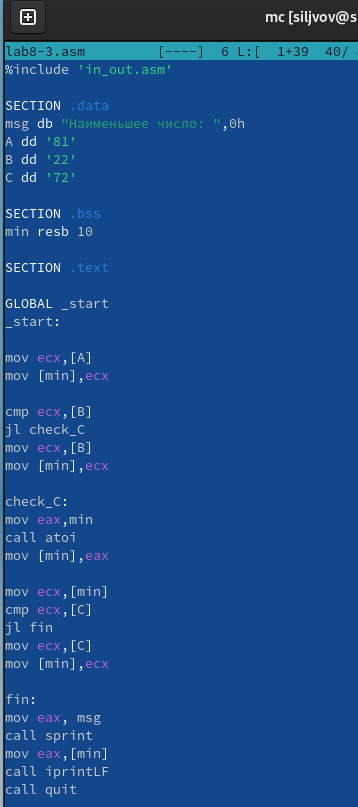 mc [siljvov@s
lab8-3.asm [----] 6 L:[ 1+39 40/
%include 'in_out.asm'
SECTION .data
msg db "Наименьшее число: ",0h
A dd '81'
B dd '22'
C dd '72'
SECTION .bss
min resb 10
SECTION .text
GLOBAL _start
_start:
mov ecx,[A]
mov [min],ecx
cmp ecx,[B]
jl check_C
mov ecx,[B]
mov [min],ecx
check_C:
mov eax,min
call atoi
mov [min],eax
mov ecx,[min]
cmp ecx,[C]
jl fin
mov ecx,[C]
mov [min],ecx
fin:
mov eax, msg
call sprint
mov eax,[min]
call iprintLF
call quit